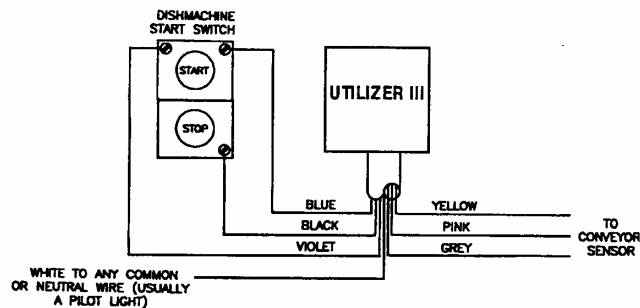 DISHMACHINE
START SWITCH
START
STOP
UTILIZER III
BLUE
BLACK
VIOLET
YELLOW
PINK
GREY
TO
CONVEYOR
SENSOR
WHITE TO ANY COMMON
OR NEUTRAL WIRE (USUALLY
A PILOT LIGHT)